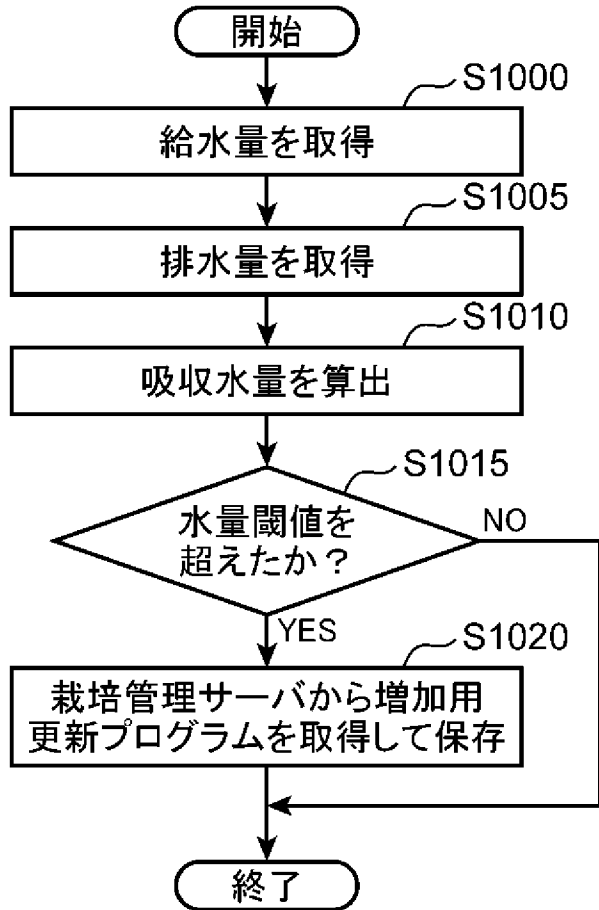 開始
S1000
給水量を取得
S1005
排水量を取得
S1010
吸収水量を算出
S1015
水量閾値を
超えたか？
NO
YES
S1020
栽培管理サーバから増加用
更新プログラムを取得して保存
終了